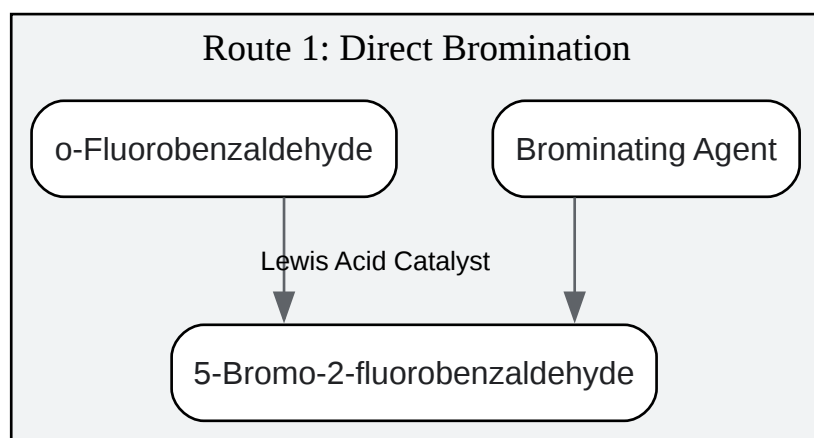 Route 1: Direct Bromination
o-Fluorobenzaldehyde
Brominating Agent
Lewis Acid Catalyst
5-Bromo-2-fluorobenzaldehyde